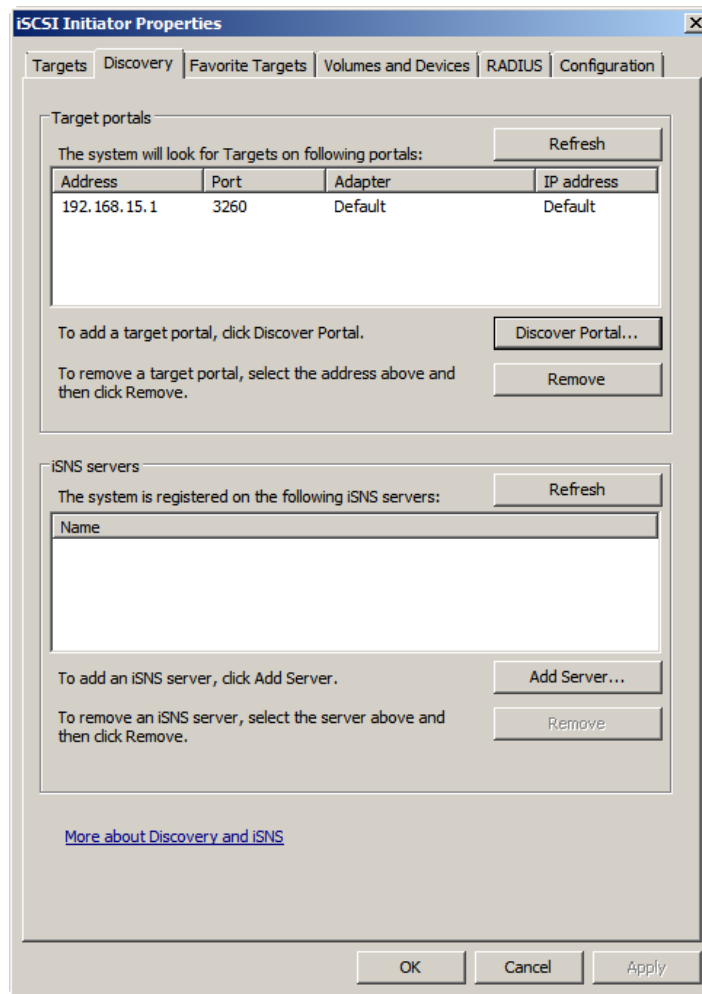 iSCSI Initiator Properties
Targets Discovery Favorite Targets Volumes and Devices RADIUS Configuration
Target portals
The system will look for Targets on following portals:
Refresh
Address Port Adapter IP address
192.168.15.1 3260 Default Default
To add a target portal, click Discover Portal.
Discover Portal...
To remove a target portal, select the address above and
then click Remove.
Remove
iSNS servers
The system is registered on the following iSNS servers:
Refresh
Name
To add an iSNS server, click Add Server.
Add Server...
To remove an iSNS server, select the server above and
then click Remove.
Remove
More about Discovery and iSNS
OK Cancel Apply